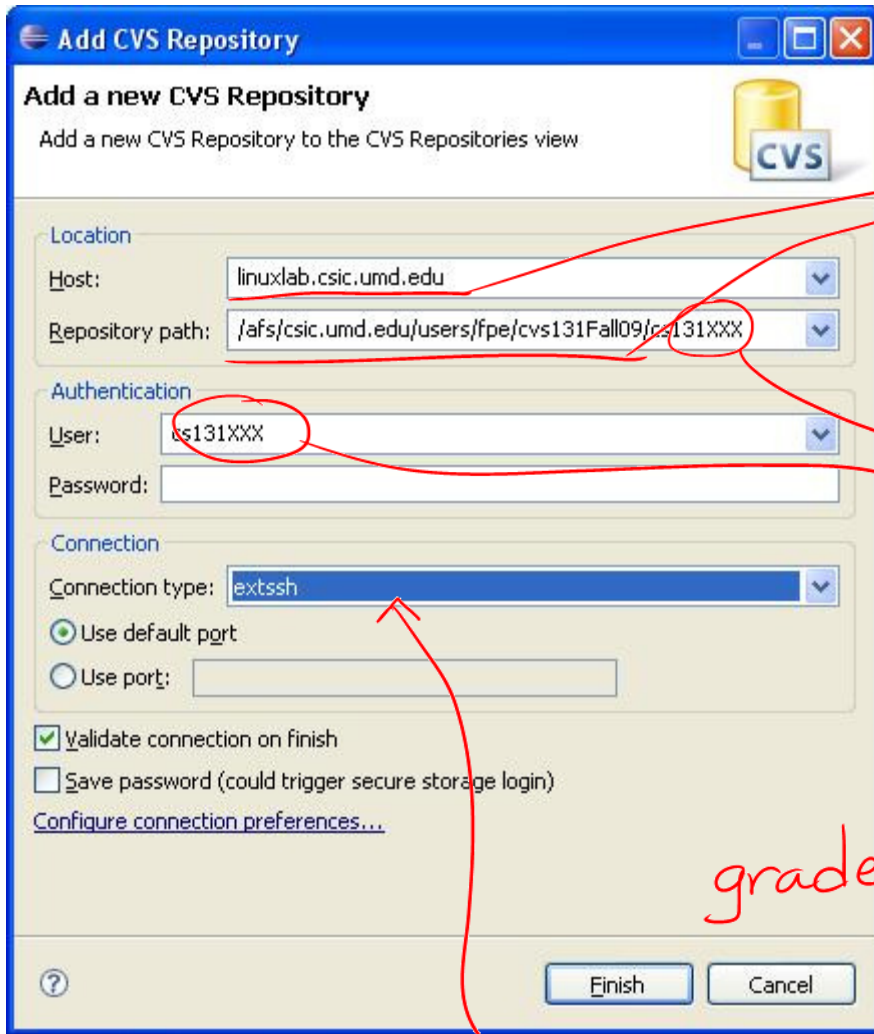 Add CVS Repository
Add a new CVS Repository
Add a new CVS Repository to the CVS Repositories view
CVS
Location
Host: linuxlab.csic.umd.edu
Repository path: /afs/csic.umd.edu/users/fpe/cvs131Fall09/cs131XXX
Authentication
User: cs131XXX
Password:
Connection
Connection type: extssh
Use default port
Use port:
Validate connection on finish
Save password (could trigger secure storage login)
Configure connection preferences...
grade
?
Finish Cancel